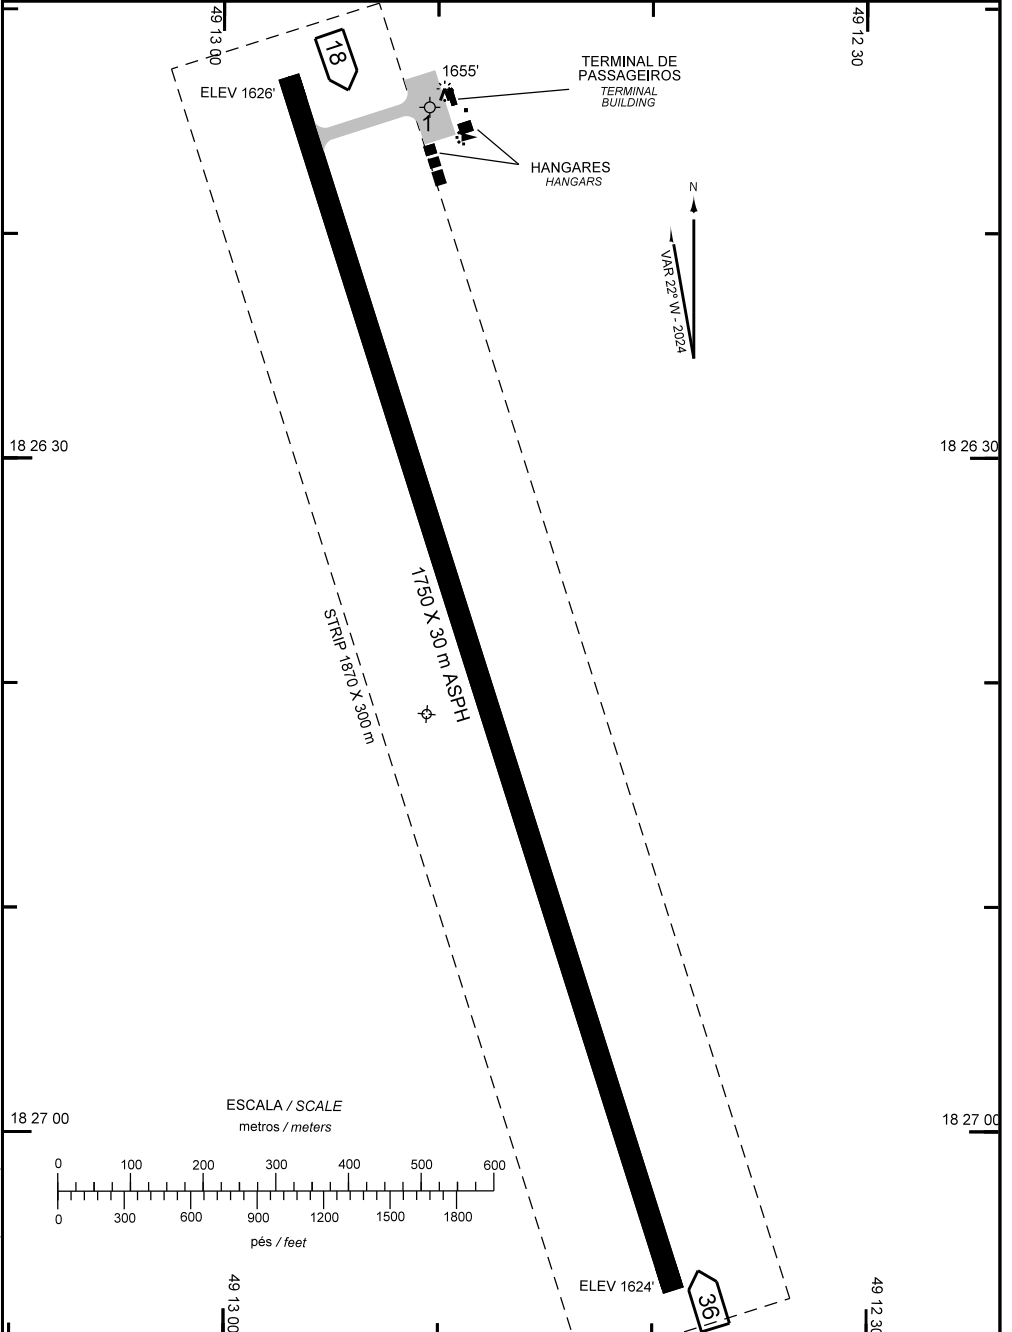 49 13 00
49 12 30
18
1655'
ELEV 1626'
TERMINAL DE
PASSAGEIROS
TERMINAL
BUILDING
1
HANGARES
HANGARS
N
VAR 22° W - 2024
18 26 30
18 26 30
1750 X 30 m ASPH
STRIP 1870 X 300 m
ESCALA / SCALE
metros / meters
18 27 00
18 27 00
0 100 200 300 400 500 600
0 300 600 900 1200 1500 1800
pés / feet
ELEV 1624'
36
49 13 00
49 12 30